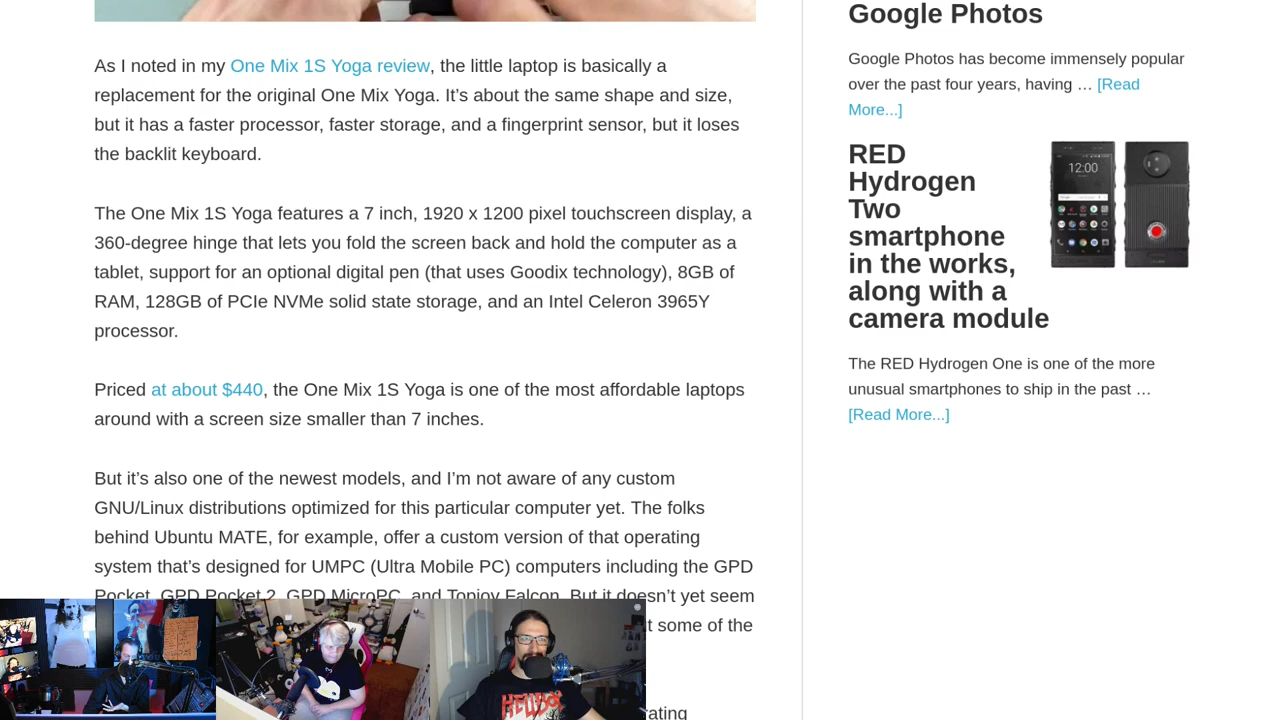 As I noted in my One Mix 1S Yoga review, the little laptop is basically a
replacement for the original One Mix Yoga. It’s about the same shape and size,
but it has a faster processor, faster storage, and a fingerprint sensor, but it loses
the backlit keyboard.
The One Mix 1S Yoga features a 7 inch, 1920 x 1200 pixel touchscreen display, a
360-degree hinge that lets you fold the screen back and hold the computer as a
tablet, support for an optional digital pen (that uses Goodix technology), 8GB of
RAM, 128GB of PCIe NVMe solid state storage, and an Intel Celeron 3965Y
processor.
Priced at about $440, the One Mix 1S Yoga is one of the most affordable laptops
around with a screen size smaller than 7 inches.
But it’s also one of the newest models, and I’m not aware of any custom
GNU/Linux distributions optimized for this particular computer yet. The folks
behind Ubuntu MATE, for example, offer a custom version of that operating
system that’s designed for UMPC (Ultra Mobile PC) computers including the GPD
Pocket, GPD Pocket 2, GPD MicroPC, and Topjoy Falcon. But it doesn’t yet seem
some of the
Google Photos
Google Photos has become immensely popular
over the past four years, having … [Read
More...]
RED
Hydrogen
Two
smartphone
in the works,
along with a
camera module
12:00
The RED Hydrogen One is one of the more
unusual smartphones to ship in the past …
[Read More...]
HELLBOY